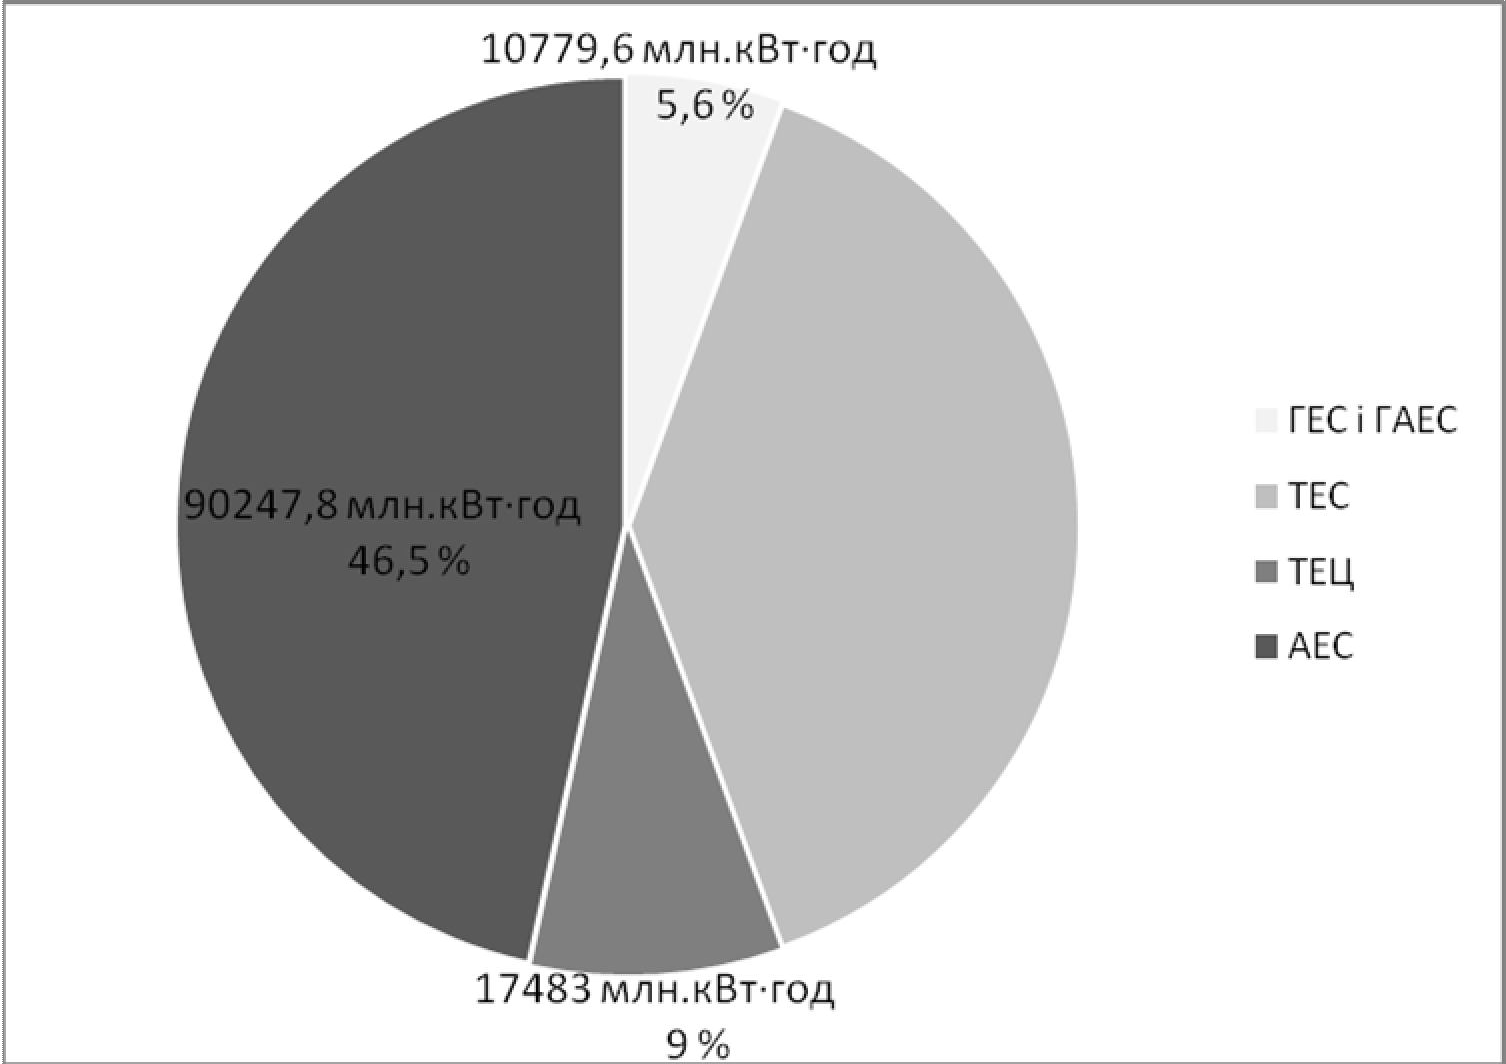 10779,6 млн.кВт·год
5,6 %
90247,8 млн.кВт·год
46,5 %
17483 млн.кВт·год
9 %
ГЕС і ГАЕС
ТЕС
ТЕЦ
АЕС